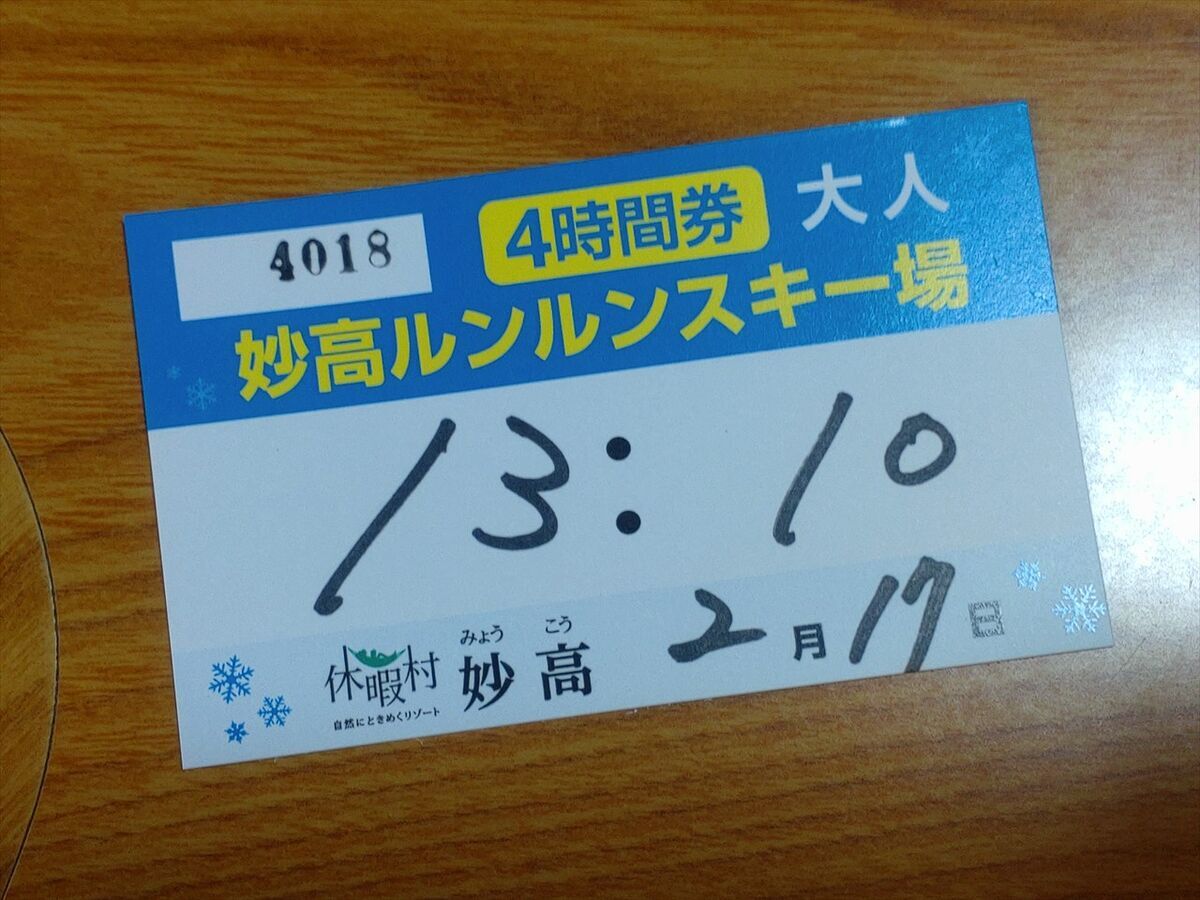 4018 4時間券 大人
妙高ルンルンスキー場
13:10
2月17日
休暇村 みょうこう 妙高
自然にときめくリゾート